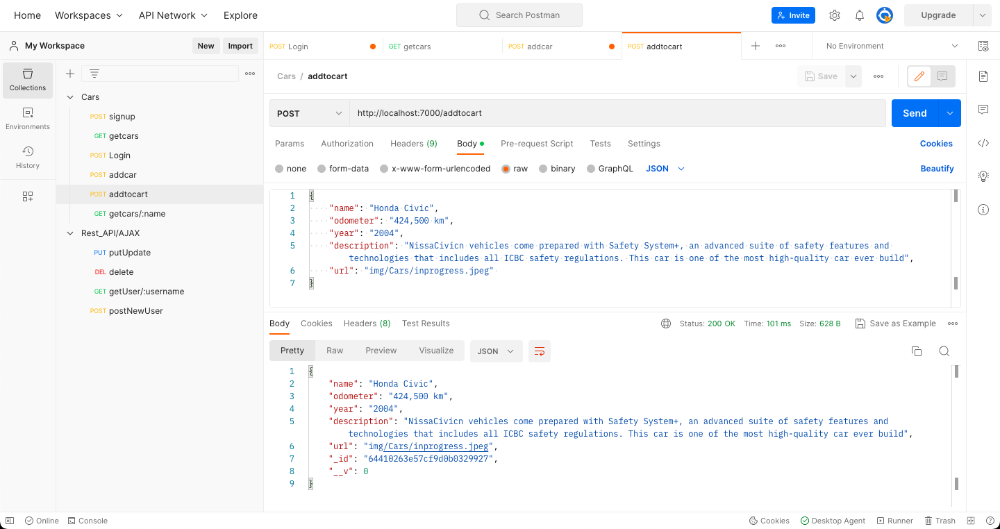 Home Workspaces API Network Explore Search Postman Invite Upgrade
My Workspace New Import POST Login GET getcars POST addcar POST addtocart No Environment
Collections
Environments
History
Cars
POST signup
GET getcars
POST Login
POST addcar
POST addtocart
GET getcars/:name
Rest_API/AJAX
PUT putUpdate
DEL delete
GET getUser/:username
POST postNewUser
Cars / addtocart Save
POST http://localhost:7000/addtocart Send
Params Authorization Headers (9) Body Pre-request Script Tests Settings Cookies
none form-data x-www-form-urlencoded raw binary GraphQL JSON Beautify
1 {
2 "name": "Honda Civic",
3 "odometer": "424,500 km",
4 "year": "2004",
5 "description": "NissaCivicn vehicles come prepared with Safety System+, an advanced suite of safety features and
technologies that includes all ICBC safety regulations. This car is one of the most high-quality car ever build",
6 "url": "img/Cars/inprogress.jpeg"
7 }
Body Cookies Headers (8) Test Results Status: 200 OK Time: 101 ms Size: 628 B Save as Example
Pretty Raw Preview Visualize JSON
1 {
2 "name": "Honda Civic",
3 "odometer": "424,500 km",
4 "year": "2004",
5 "description": "NissaCivicn vehicles come prepared with Safety System+, an advanced suite of safety features and
technologies that includes all ICBC safety regulations. This car is one of the most high-quality car ever build",
6 "url": "img/Cars/inprogress.jpeg",
7 "_id": "64410263e57cf9d0b0329927",
8 "__v": 0
9 }
Online Console Cookies Desktop Agent Runner Trash